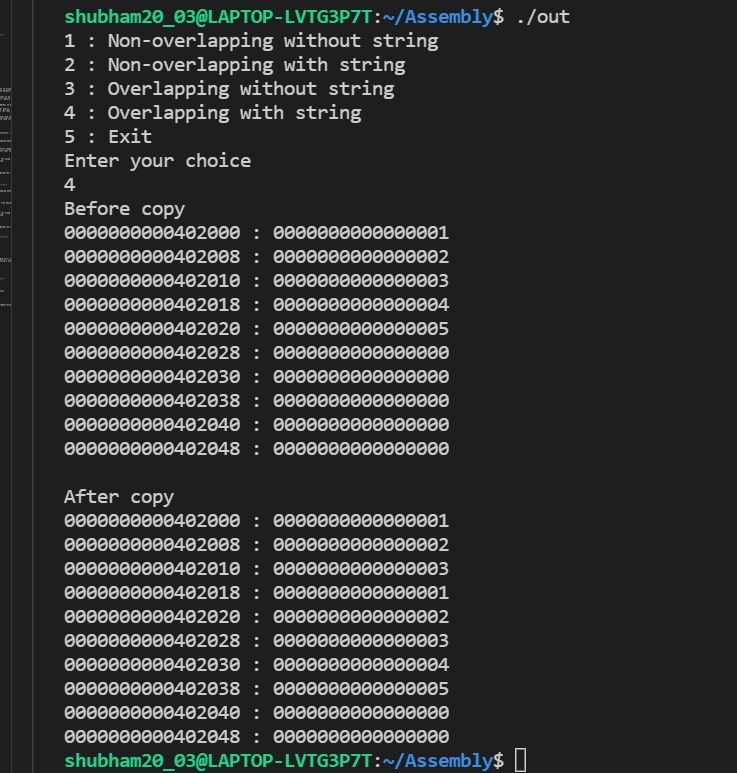 shubham20_03@LAPTOP-LVTG3P7T:~/Assembly$ ./out
1 : Non-overlapping without string
2 : Non-overlapping with string
3 : Overlapping without string
4 : Overlapping with string
5 : Exit
Enter your choice
4
Before copy
0000000000402000 : 0000000000000001
0000000000402008 : 0000000000000002
0000000000402010 : 0000000000000003
0000000000402018 : 0000000000000004
0000000000402020 : 0000000000000005
0000000000402028 : 0000000000000000
0000000000402030 : 0000000000000000
0000000000402038 : 0000000000000000
0000000000402040 : 0000000000000000
0000000000402048 : 0000000000000000

After copy
0000000000402000 : 0000000000000001
0000000000402008 : 0000000000000002
0000000000402010 : 0000000000000003
0000000000402018 : 0000000000000001
0000000000402020 : 0000000000000002
0000000000402028 : 0000000000000003
0000000000402030 : 0000000000000004
0000000000402038 : 0000000000000005
0000000000402040 : 0000000000000000
0000000000402048 : 0000000000000000
shubham20_03@LAPTOP-LVTG3P7T:~/Assembly$